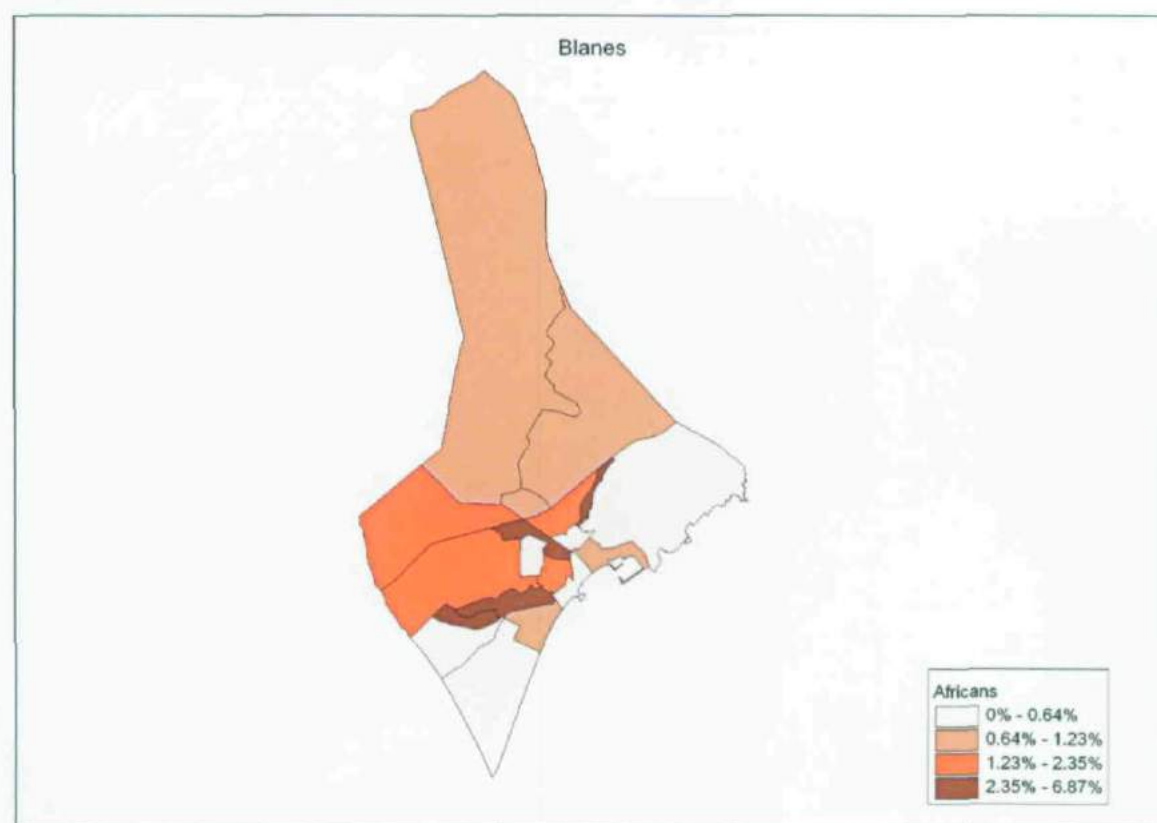 Blanes
Africans
0% - 0.64%
0.64% - 1.23%
1.23% - 2.35%
2.35% - 6.87%